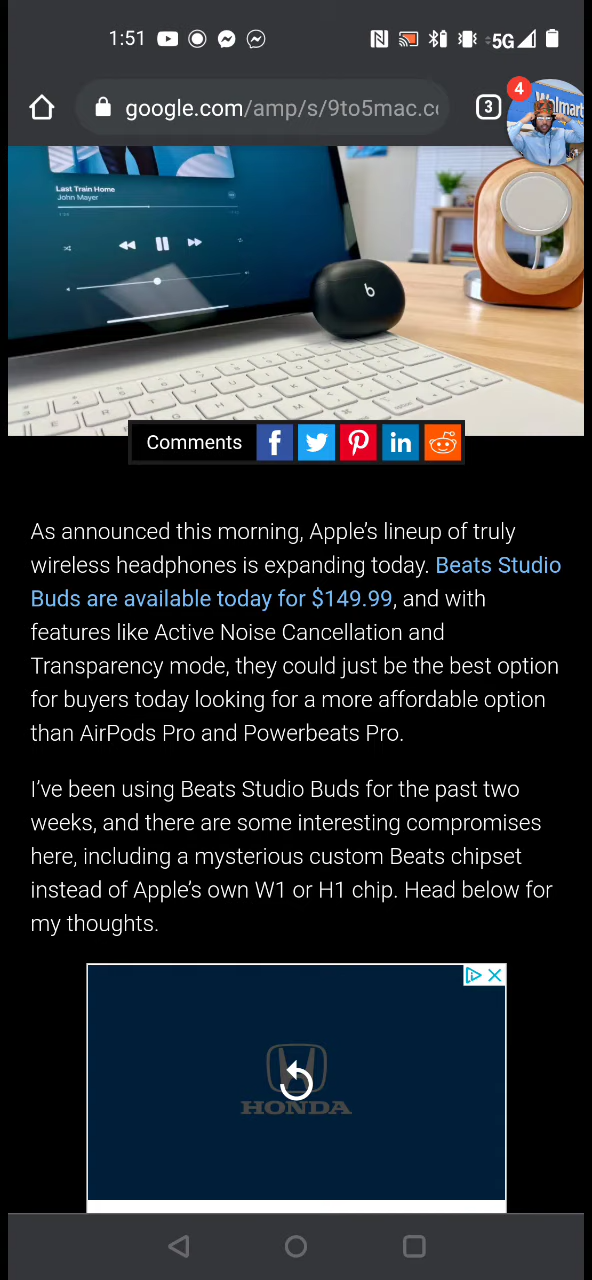 1:51
5G
google.com/amp/s/9to5mac.c
3
4
Walmart
Last Train Home
John Mayer
b
Comments
As announced this morning, Apple's lineup of truly
wireless headphones is expanding today. Beats Studio
Buds are available today for $149.99, and with
features like Active Noise Cancellation and
Transparency mode, they could just be the best option
for buyers today looking for a more affordable option
than AirPods Pro and Powerbeats Pro.
I've been using Beats Studio Buds for the past two
weeks, and there are some interesting compromises
here, including a mysterious custom Beats chipset
instead of Apple's own W1 or H1 chip. Head below for
my thoughts.
HONDA